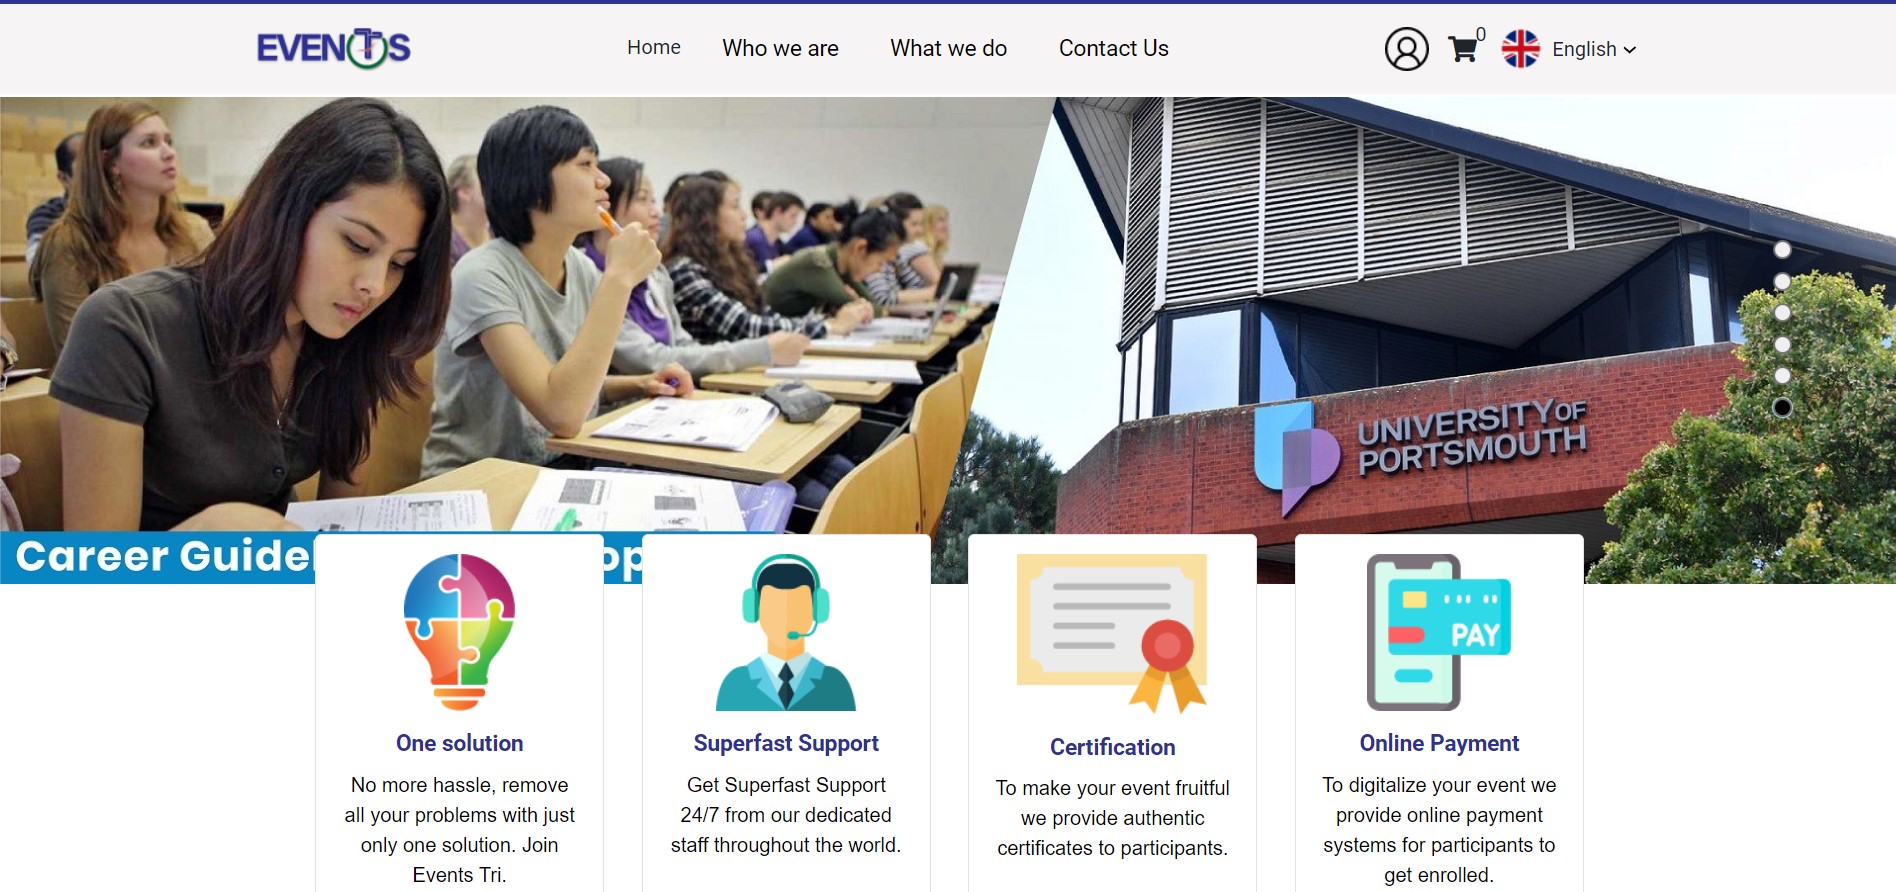 EVENTS
Home
Who we are
What we do
Contact Us
0
English
UNIVERSITY OF
PORTSMOUTH
Career
PAY
One solution
No more hassle, remove
all your problems with just
only one solution. Join
Events Tri.
Superfast Support
Get Superfast Support
24/7 from our dedicated
staff throughout the world.
Certification
To make your event fruitful
we provide authentic
certificates to participants.
Online Payment
To digitalize your event we
provide online payment
systems for participants to
get enrolled.